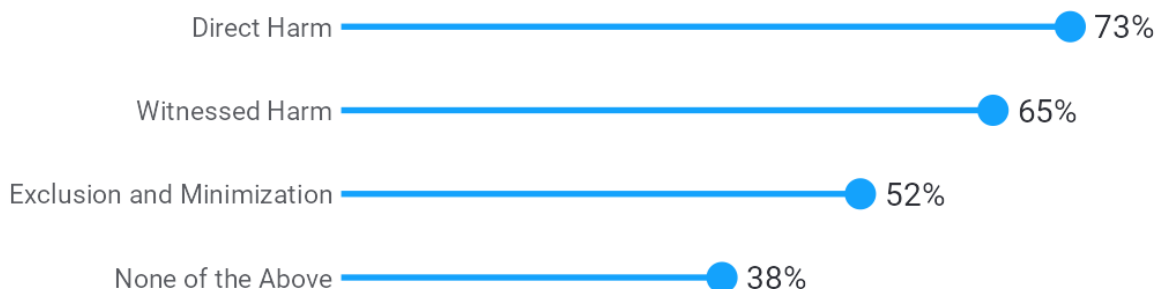 Direct Harm 73%
Witnessed Harm 65%
Exclusion and Minimization 52%
None of the Above 38%